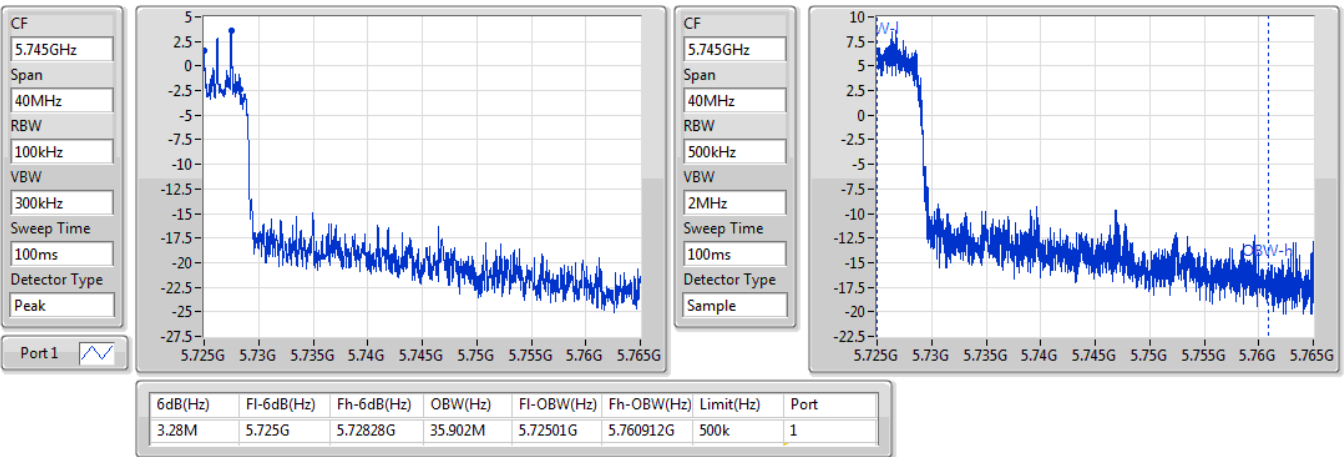 CF
5.745GHz
Span
40MHz
RBW
100kHz
VBW
300kHz
Sweep Time
100ms
Detector Type
Peak
Port 1
5
2.5
0
-2.5
-5
-7.5
-10
-12.5
-15
-17.5
-20
-22.5
-25
-27.5
5.725G 5.73G 5.735G 5.74G 5.745G 5.75G 5.755G 5.76G 5.765G
CF
5.745GHz
Span
40MHz
RBW
500kHz
VBW
2MHz
Sweep Time
100ms
Detector Type
Sample
10
7.5
5
2.5
0
-2.5
-5
-7.5
-10
-12.5
-15
-17.5
-20
-22.5
OBW-h
5.725G 5.73G 5.735G 5.74G 5.745G 5.75G 5.755G 5.76G 5.765G
6dB(Hz) Fl-6dB(Hz) Fh-6dB(Hz) OBW(Hz) Fl-OBW(Hz) Fh-OBW(Hz) Limit(Hz) Port
3.28M 5.725G 5.72828G 35.902M 5.72501G 5.760912G 500k 1